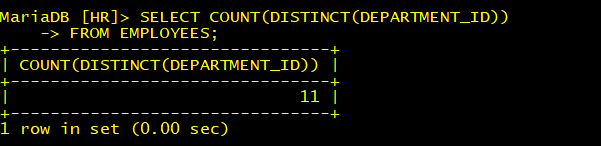 MariaDB [HR]> SELECT COUNT(DISTINCT(DEPARTMENT_ID))
    -> FROM EMPLOYEES;
+-------------------------------+
| COUNT(DISTINCT(DEPARTMENT_ID)) |
+-------------------------------+
|                            11 |
+-------------------------------+
1 row in set (0.00 sec)